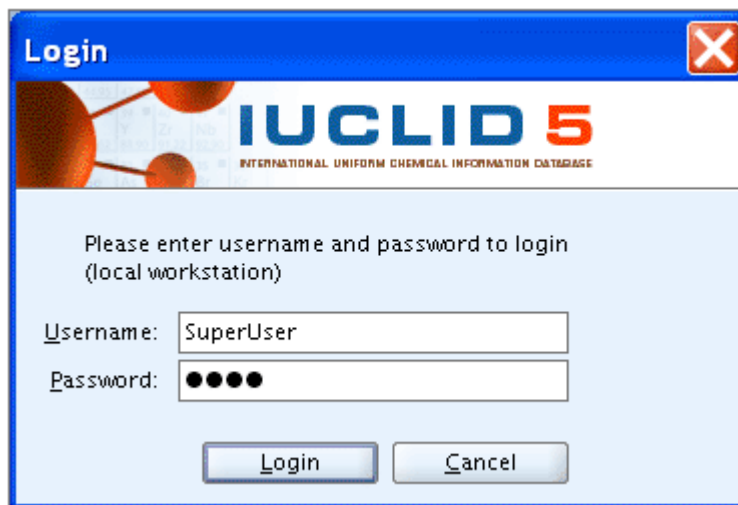 Login
IUCLID 5
INTERNATIONAL UNIFORM CHEMICAL INFORMATION DATABASE
Please enter username and password to login
(local workstation)
Username: SuperUser
Password: ●●●●
Login Cancel